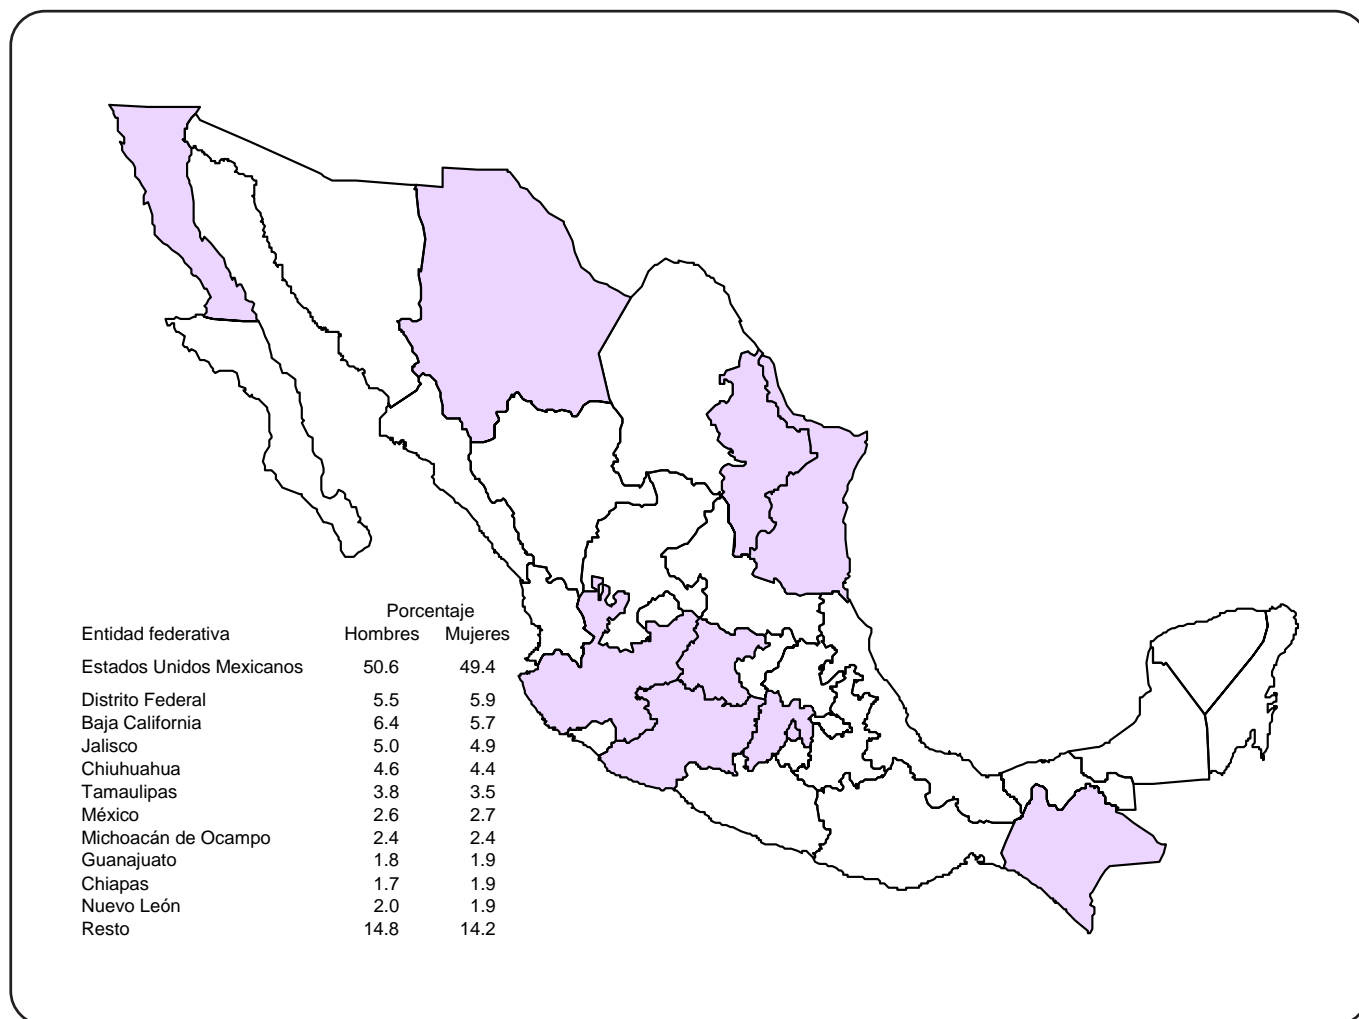 Porcentaje
Entidad federativa Hombres Mujeres
Estados Unidos Mexicanos 50.6 49.4
Distrito Federal 5.5 5.9
Baja California 6.4 5.7
Jalisco 5.0 4.9
Chiuhuahua 4.6 4.4
Tamaulipas 3.8 3.5
México 2.6 2.7
Michoacán de Ocampo 2.4 2.4
Guanajuato 1.8 1.9
Chiapas 1.7 1.9
Nuevo León 2.0 1.9
Resto 14.8 14.2